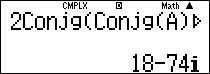 CMPLX D Math ▲
2Conjg(Conjg(A)▶
18-74i